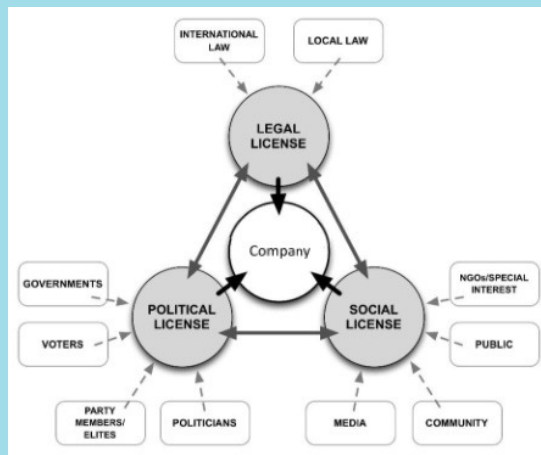 INTERNATIONAL
LAW
LOCAL LAW
LEGAL
LICENSE
Company
GOVERNMENTS
VOTERS
PARTY
MEMBERS/
ELITES
POLITICIANS
POLITICAL
LICENSE
SOCIAL
LICENSE
NGOs/SPECIAL
INTEREST
PUBLIC
COMMUNITY
MEDIA